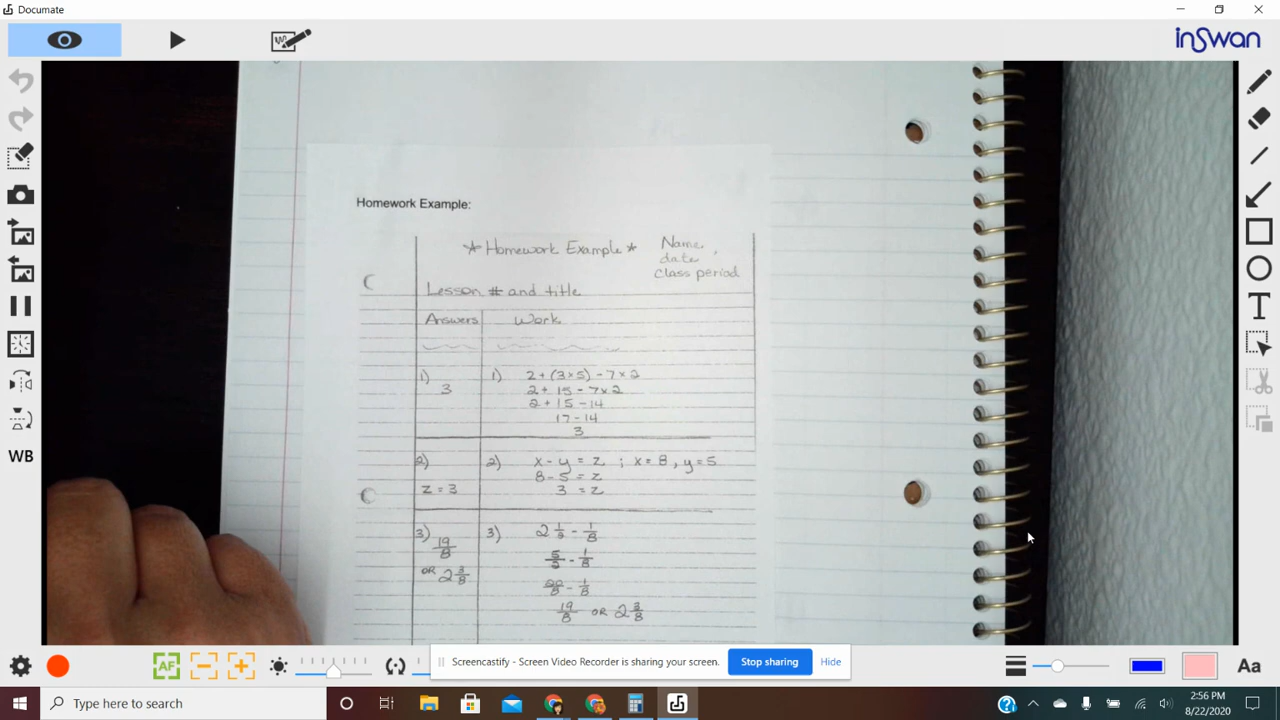 Documate
inSwan
Homework Example:
* Homework Example *
Name,
date
class period
Lesson # and title
Answers
Work
1)
3
1) 2 + (3×5) - 7×2
2 + 15 - 7×2
2 + 15 - 14
17 - 14
3
2)
z = 3
2) x - y = z ; x = 8, y = 5
8 - 5 = z
3 = z
3)
19/8
OR 2 3/8
3) 2 1/2 - 1/8
5/2 - 1/8
20/8 - 1/8
19/8 OR 2 3/8
WB
AF
Screencastify - Screen Video Recorder is sharing your screen.
Stop sharing
Hide
Aa
Type here to search
2:56 PM
8/22/2020